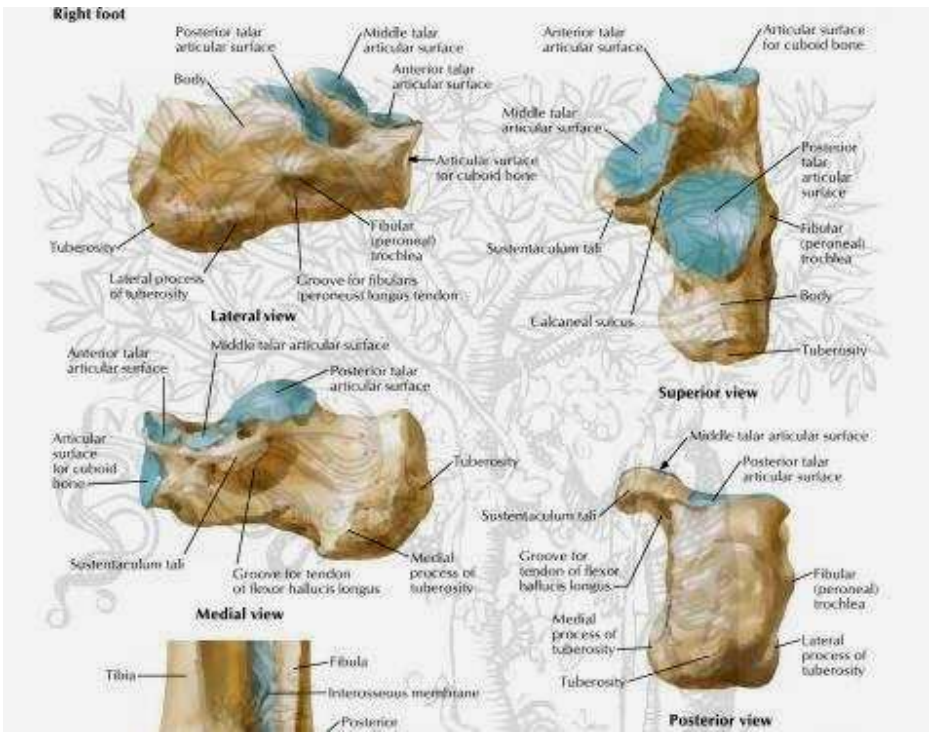 Right foot
Posterior talar
articular surface
Middle talar
articular surface
Anterior talar
articular surface
Body
Articular surface
for cuboid bone
Fibular
(peroneal)
trochlea
Tuberosity
Lateral process
of tuberosity
Groove for fibularis
(peroneus) longus tendon
Lateral view
Anterior talar
articular surface
Articular surface
for cuboid bone
Middle talar
articular surface
Posterior
talar
articular
surface
Sustentaculum tali
Fibular
(peroneal)
trochlea
Body
Calcaneal sulcus
Tuberosity
Superior view
Anterior talar
articular surface
Middle talar articular surface
Posterior talar
articular surface
Articular
surface
for cuboid
bone
Tuberosity
Sustentaculum tali
Groove for tendon
of flexor hallucis longus
Medial
process of
tuberosity
Medial view
Middle talar articular surface
Posterior talar
articular surface
Sustentaculum tali
Groove for
tendon of flexor
hallucis longus
Fibular
(peroneal)
trochlea
Medial
process of
tuberosity
Lateral
process of
tuberosity
Tuberosity
Posterior view
Tibia
Fibula
Interosseous membrane
Posterior